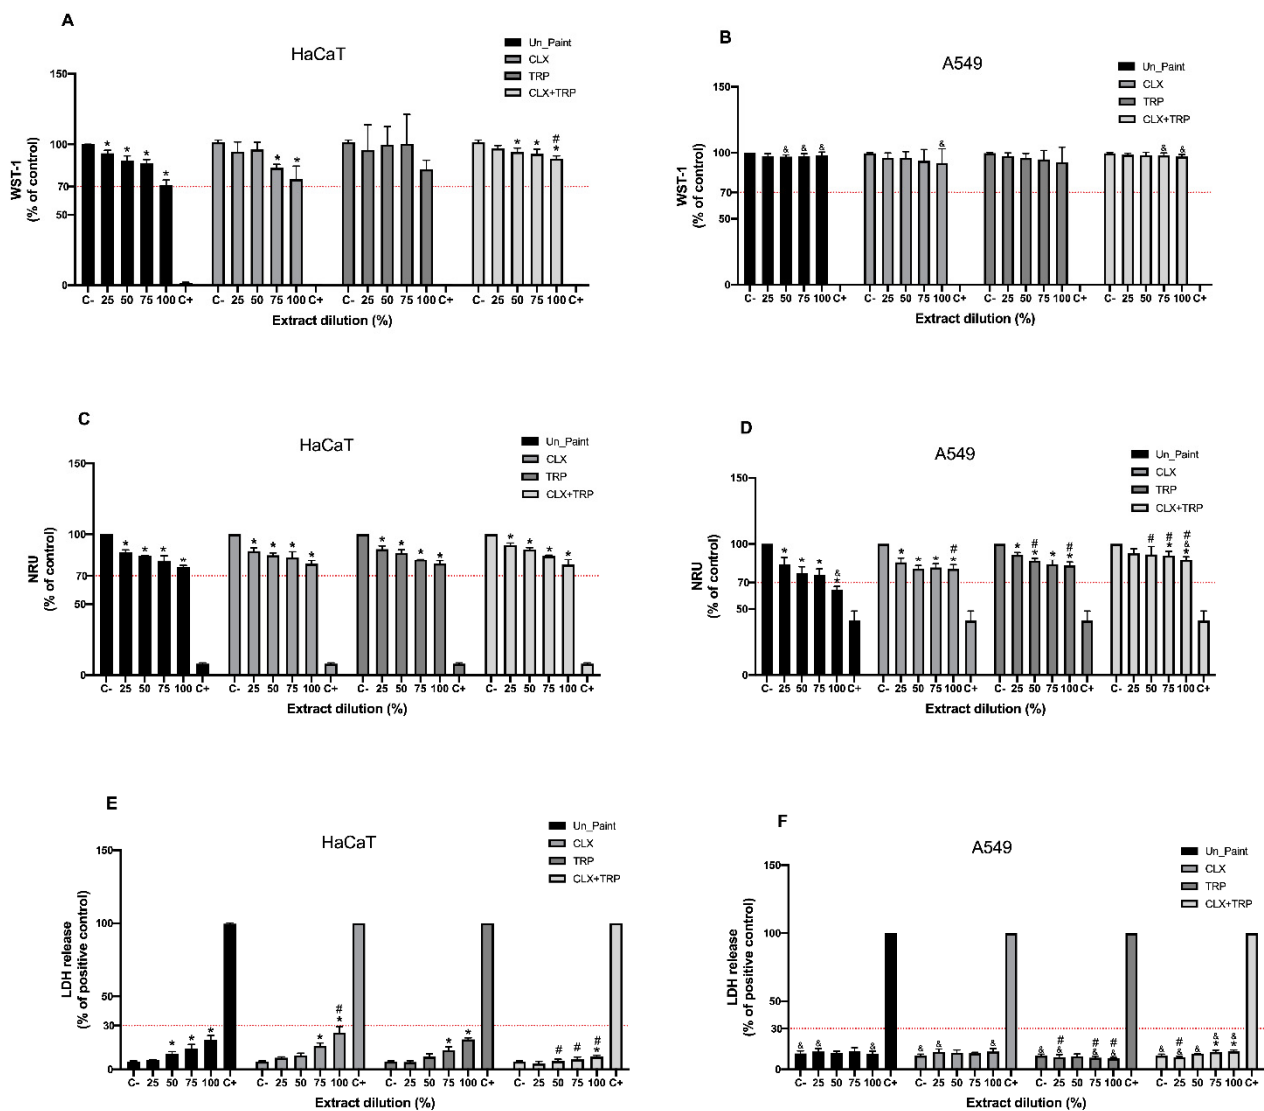 A
HaCaT
Un_Paint
CLX
TRP
CLX+TRP
WST-1
(% of control)
150
100
70
50
0
* * * *
* *
* * # *
C- 25 50 75 100 C+ C- 25 50 75 100 C+ C- 25 50 75 100 C+ C- 25 50 75 100 C+
Extract dilution (%)
B
A549
Un_Paint
CLX
TRP
CLX+TRP
WST-1
(% of control)
150
100
70
50
0
& & &
&
& &
C- 25 50 75 100 C+ C- 25 50 75 100 C+ C- 25 50 75 100 C+ C- 25 50 75 100 C+
Extract dilution (%)
C
HaCaT
Un_Paint
CLX
TRP
CLX+TRP
NRU
(% of control)
150
100
70
50
0
* * * *
* * * *
* * * *
* * * *
C- 25 50 75 100 C+ C- 25 50 75 100 C+ C- 25 50 75 100 C+ C- 25 50 75 100 C+
Extract dilution (%)
D
A549
Un_Paint
CLX
TRP
CLX+TRP
NRU
(% of control)
150
100
70
50
0
* * * & *
* * * # *
* # * * # *
# # * # & *
C- 25 50 75 100 C+ C- 25 50 75 100 C+ C- 25 50 75 100 C+ C- 25 50 75 100 C+
Extract dilution (%)
E
HaCaT
Un_Paint
CLX
TRP
CLX+TRP
LDH release
(% of positive control)
150
100
50
30
0
* * *
* # *
* *
# # # *
C- 25 50 75 100 C+ C- 25 50 75 100 C+ C- 25 50 75 100 C+ C- 25 50 75 100 C+
Extract dilution (%)
F
A549
Un_Paint
CLX
TRP
CLX+TRP
LDH release
(% of positive control)
150
100
50
30
0
& & &
& & &
& # & # & # &
& # & & & * & *
C- 25 50 75 100 C+ C- 25 50 75 100 C+ C- 25 50 75 100 C+ C- 25 50 75 100 C+
Extract dilution (%)